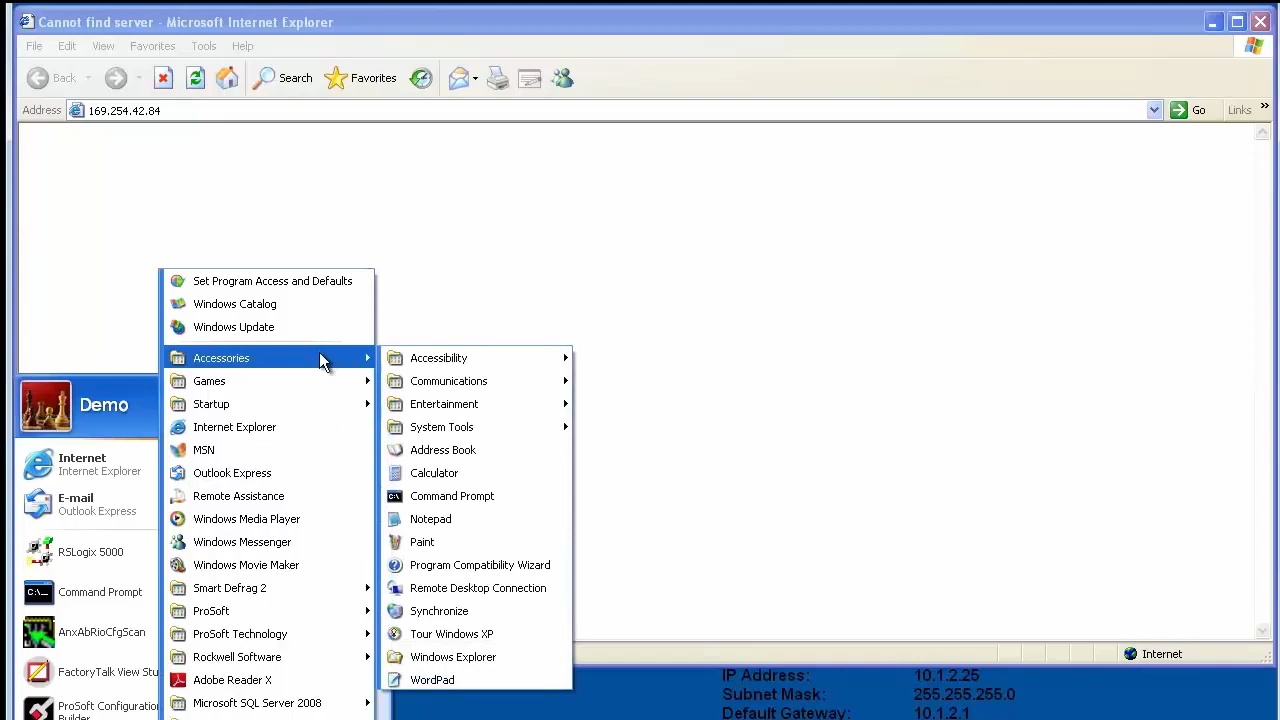 Cannot find server - Microsoft Internet Explorer
File Edit View Favorites Tools Help
Back Search Favorites
Address 169.254.42.84 Go Links »
Set Program Access and Defaults
Windows Catalog
Windows Update
Accessories
Games
Startup
Internet Explorer
MSN
Outlook Express
Remote Assistance
Windows Media Player
Windows Messenger
Windows Movie Maker
Smart Defrag 2
ProSoft
ProSoft Technology
Rockwell Software
Adobe Reader
Microsoft 2008
Accessibility
Communications
Entertainment
System Tools
Address Book
Calculator
Command Prompt
Notepad
Paint
Program Compatibility Wizard
Remote Desktop Connection
Synchronize
Tour Windows XP
Windows Explorer
WordPad
Demo
Internet
Internet Explorer
E-mail
Outlook Express
RSLogix 5000
Command Prompt
AnxAbRioCfgScan
FactoryTalk View Stu
ProSoft Configuration
Builder
Internet
IP Address: 10.1.2.25
Subnet Mask: 255.255.255.0
Default Gateway: 10.1.2.1